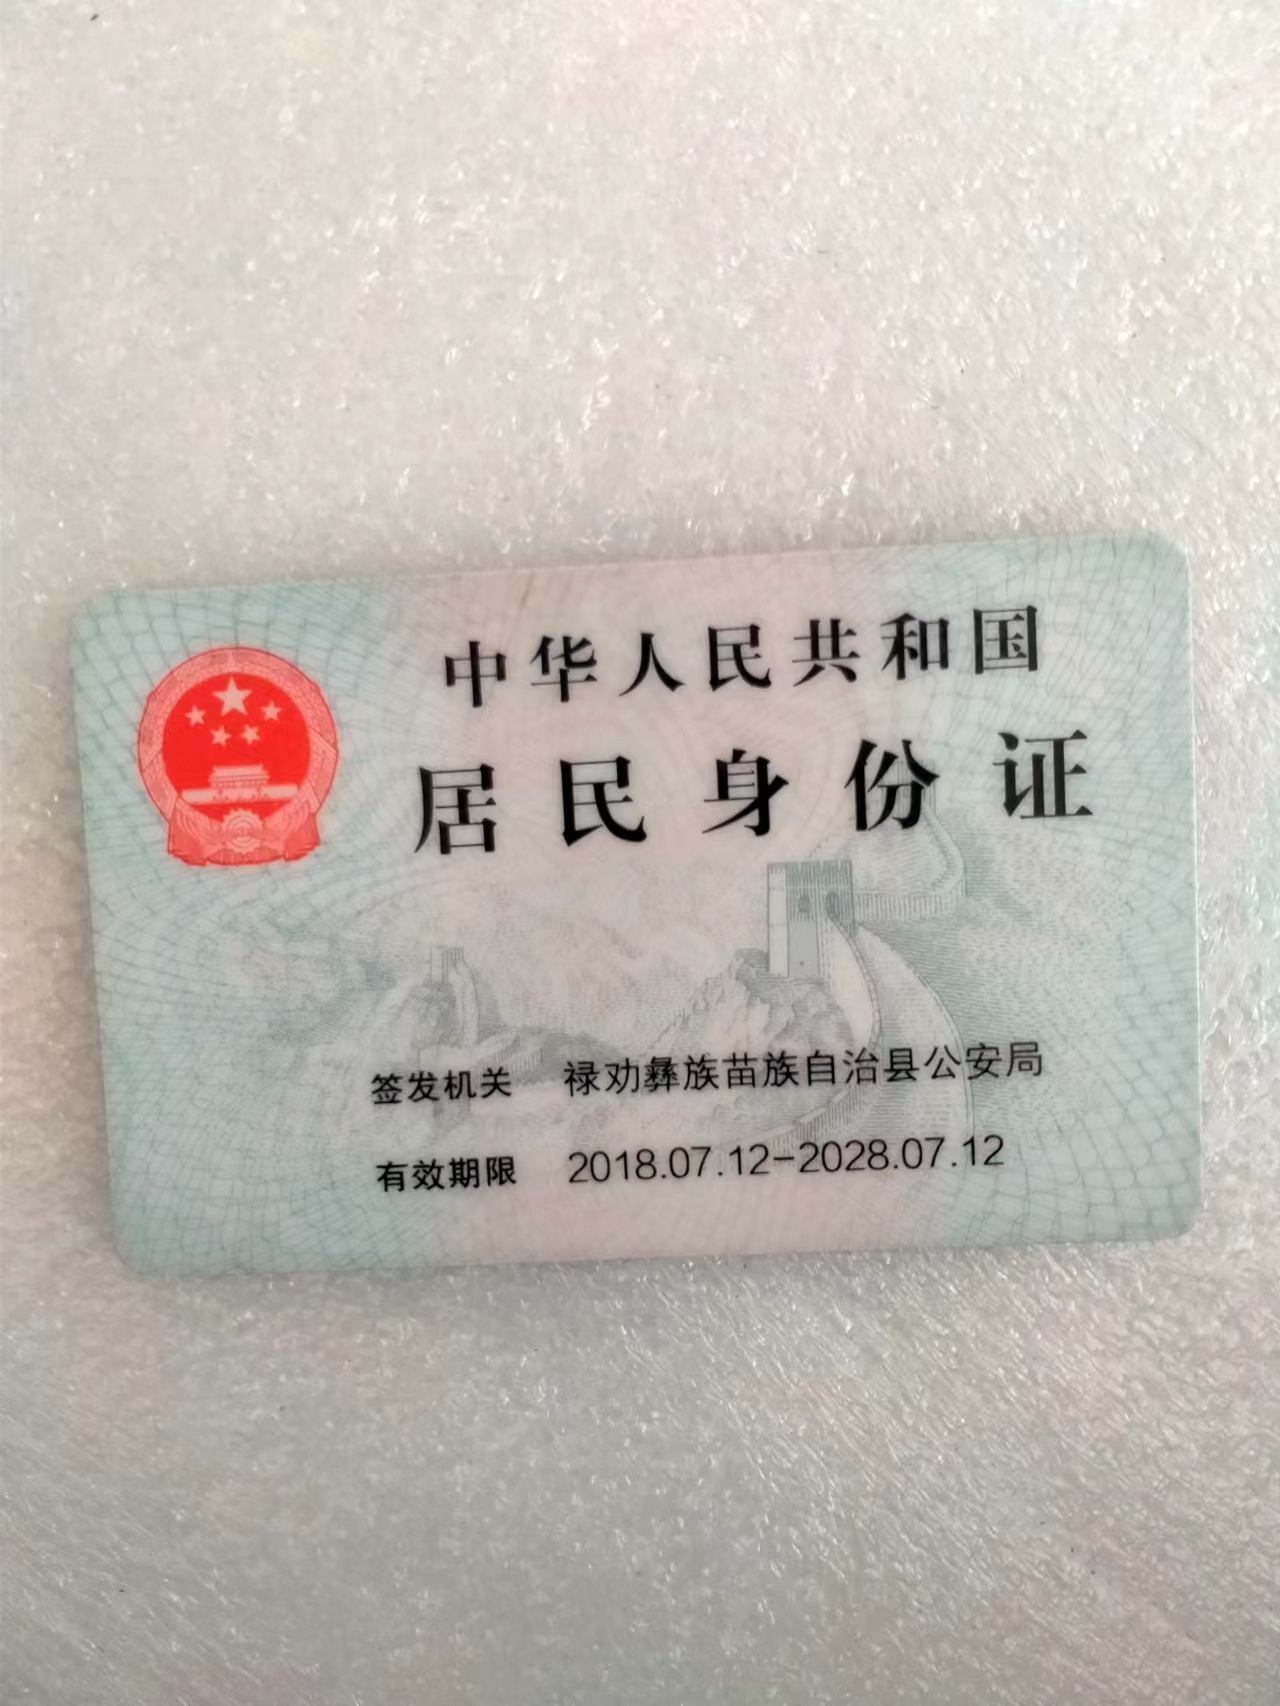 中华人民共和国
居民身份证
签发机关 禄劝彝族苗族自治县公安局
有效期限 2018.07.12-2028.07.12